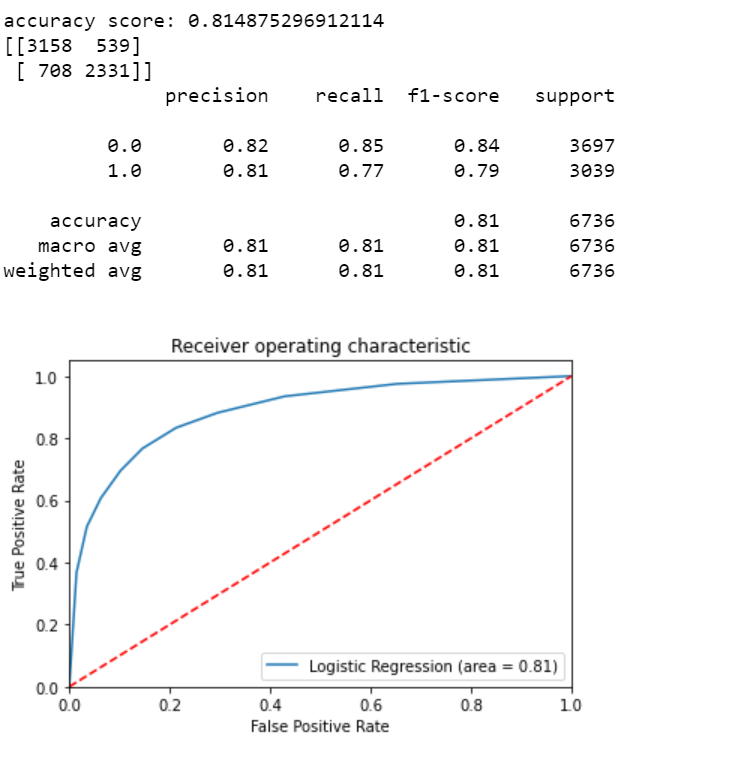 accuracy score: 0.814875296912114
[[3158 539]
[ 708 2331]]
precision recall f1-score support
0.0 0.82 0.85 0.84 3697
1.0 0.81 0.77 0.79 3039
accuracy 0.81 6736
macro avg 0.81 0.81 0.81 6736
weighted avg 0.81 0.81 0.81 6736
Receiver operating characteristic
1.0
0.8
0.6
0.4
0.2
0.0
True Positive Rate
Logistic Regression (area = 0.81)
0.0 0.2 0.4 0.6 0.8 1.0
False Positive Rate